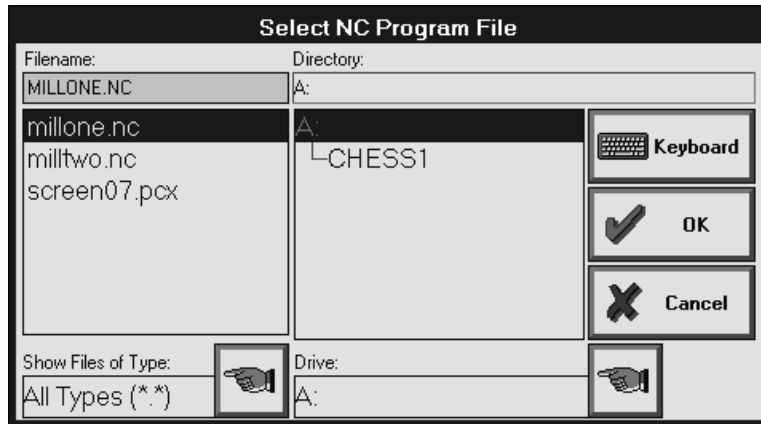 Select NC Program File
Filename:
MILLONE.NC
Directory:
A:
millone.nc
milltwo.nc
screen07.pcx
A:
CHESS1
Keyboard
OK
Cancel
Show Files of Type:
All Types (*.*)
Drive:
A: